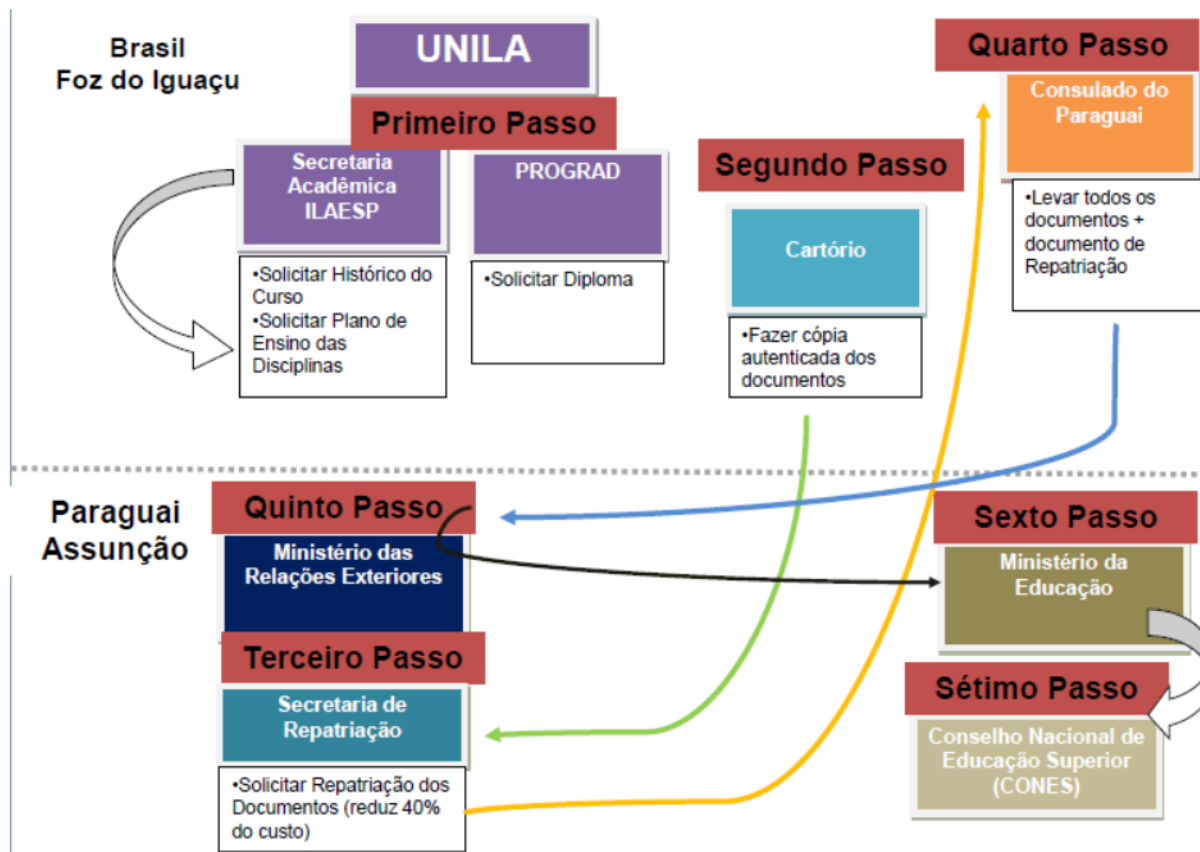 Brasil
Foz do Iguaçu
UNILA
Primeiro Passo
Secretaria
Acadêmica
ILAESP
•Solicitar Histórico do
Curso
•Solicitar Plano de
Ensino das
Disciplinas
PROGRAD
•Solicitar Diploma
Segundo Passo
Cartório
•Fazer cópia
autenticada dos
documentos
Quarto Passo
Consulado do
Paraguai
•Levar todos os
documentos +
documento de
Repatriação
Paraguai
Assunção
Quinto Passo
Ministério das
Relações Exteriores
Terceiro Passo
Secretaria de
Repatriação
•Solicitar Repatriação dos
Documentos (reduz 40%
do custo)
Sexto Passo
Ministério da
Educação
Sétimo Passo
Conselho Nacional de
Educação Superior
(CONES)